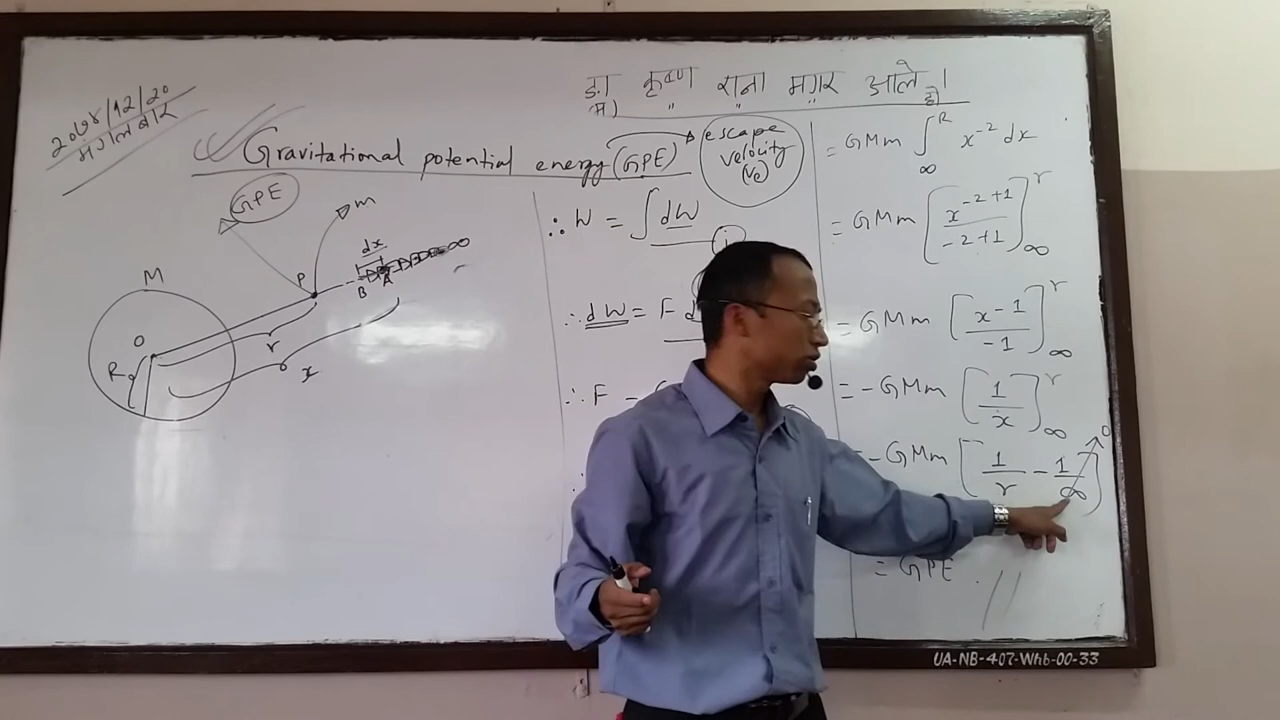 २०७४/१२/२०
मंगलबार
डा कृष्ण राना मगर आले
(म) " " " हो ।
Gravitational potential energy (GPE)
escape
velocity
(ve)
GPE
m
M
dx
∞
P
B
A
O
R
r
x
∴ W = ∫ dW
i
∴ dW = F d
∴ F
= GMm ∫_∞^R x⁻² dx
= GMm [x⁻²⁺¹ / -2+1]_∞^r
= GMm [x-1 / -1]_∞^r
= -GMm [1 / x]_∞^r
= -GMm [1 / r - 1 / ∞] 0
= GPE
UA-NB-407-Whb-00-33